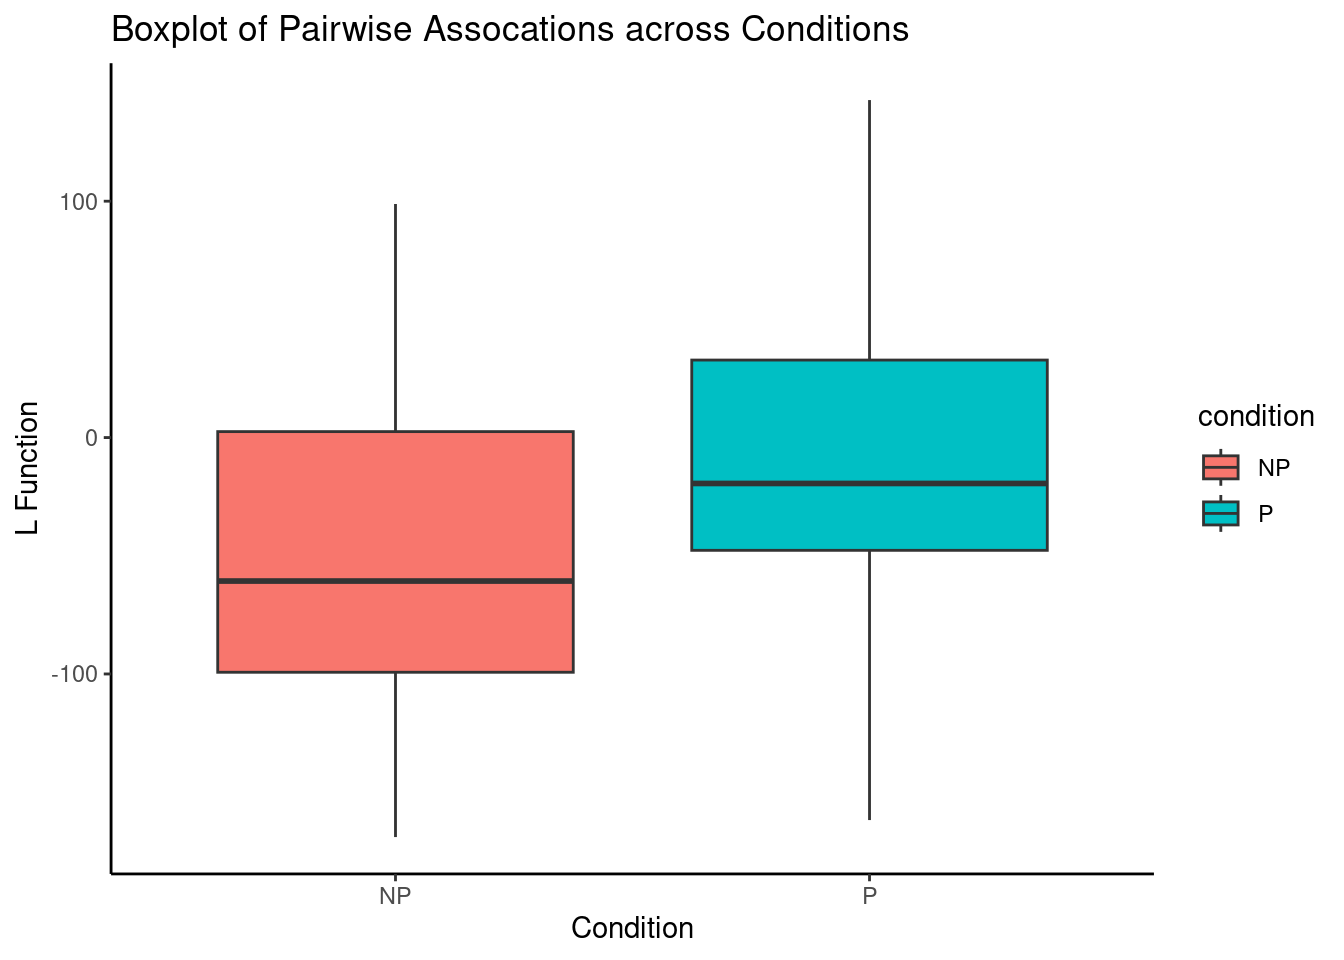 Boxplot of Pairwise Assocations across Conditions
L Function
100
0
-100
NP
P
Condition
condition
NP
P